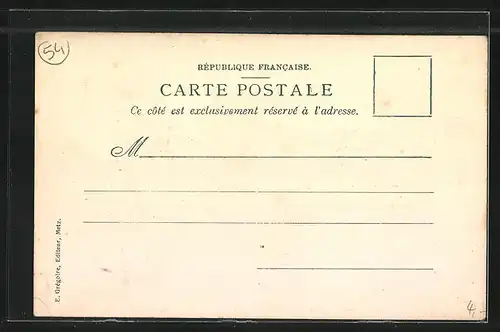 54
RÉPUBLIQUE FRANÇAISE.
CARTE POSTALE
Ce côté est exclusivement réservé à l'adresse.
M
E. Grégoire, Editeur, Metz.
4,